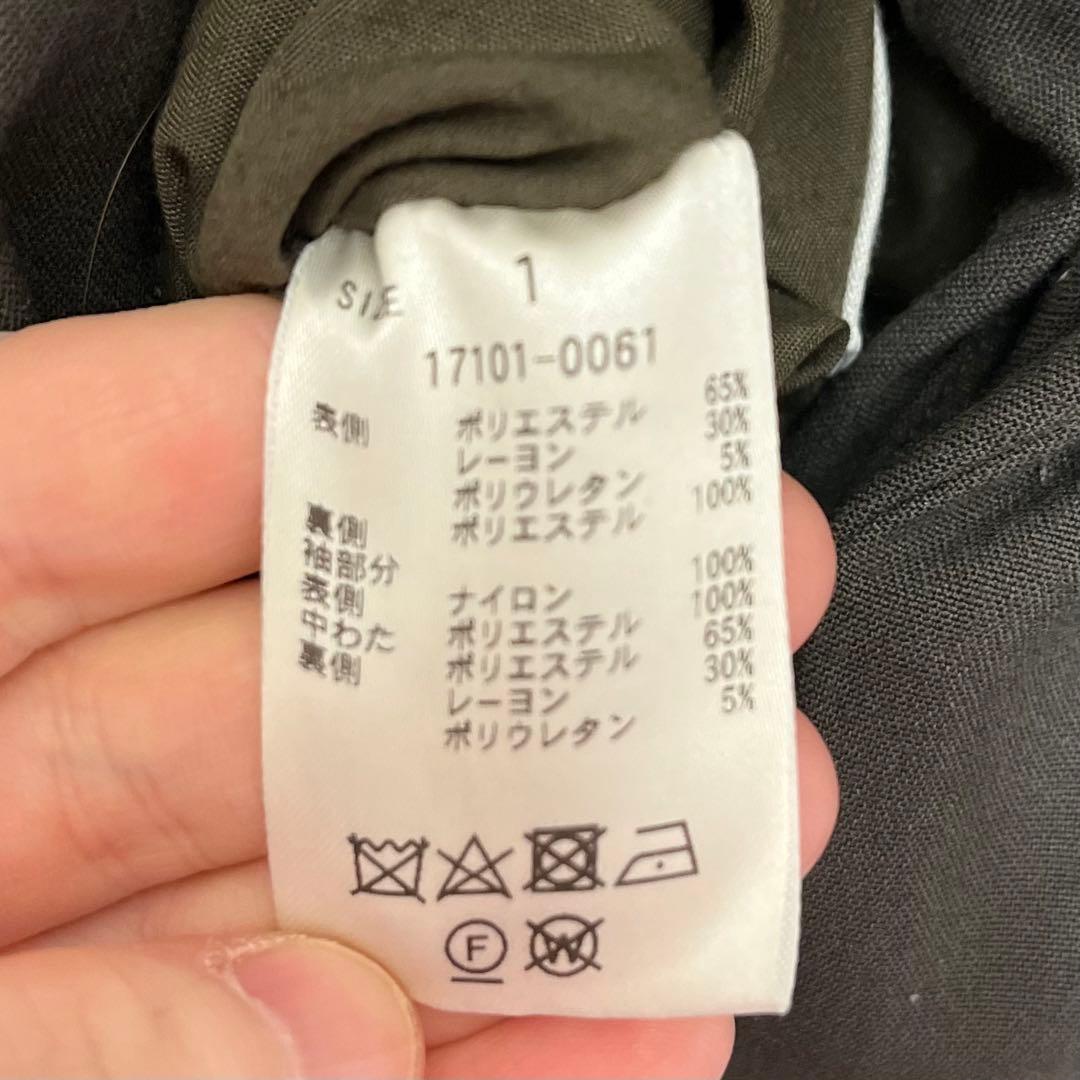 SIZE 1
17101-0061
表側 ポリエステル 65%
レーヨン 30%
ポリウレタン 5%
裏側 ポリエステル 100%
袖部分
表側 ナイロン 100%
中わた ポリエステル 100%
裏側 ポリエステル 65%
レーヨン 30%
ポリウレタン 5%
F W